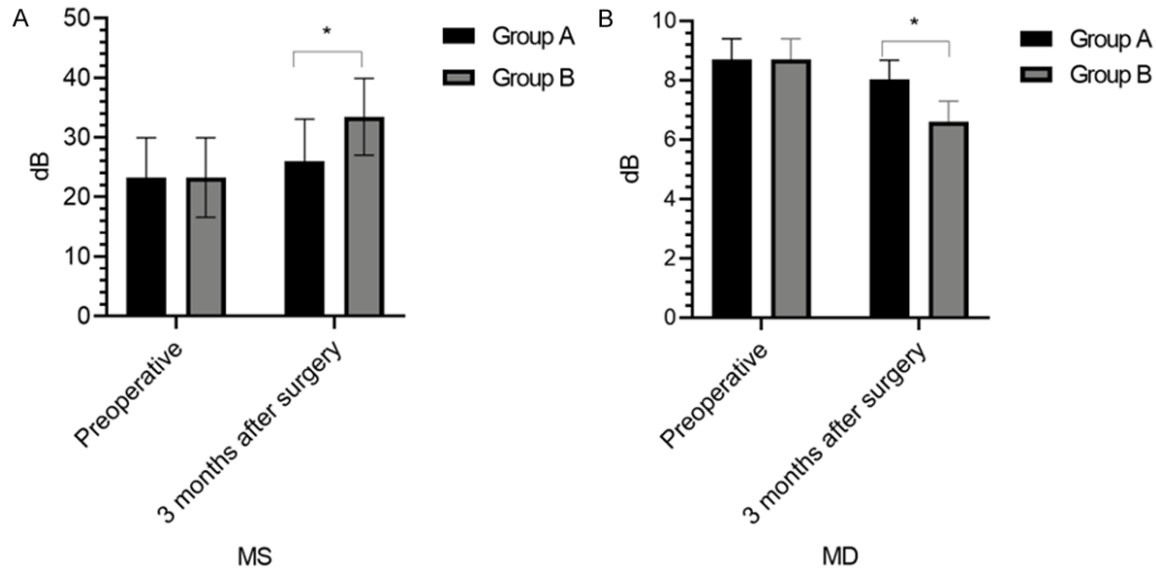 A
50
40
30
20
10
0
dB
*
Group A
Group B
Preoperative
3 months after surgery
MS
B
10
8
6
4
2
0
dB
*
Group A
Group B
Preoperative
3 months after surgery
MD